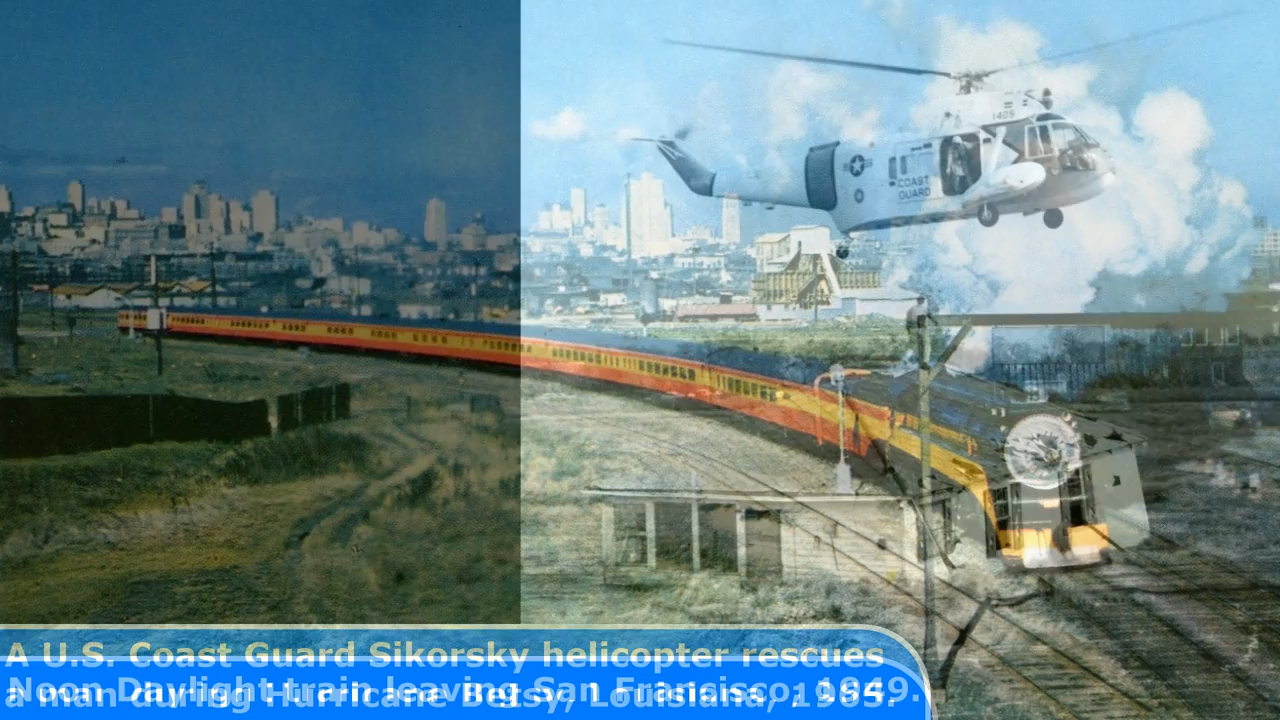 1405
COAST
GUARD
A U.S. Coast Guard Sikorsky helicopter rescues
Noon Daylight train leaving San Francisco, 1949.
a man during Hurricane Betsy, Louisiana, 1965.